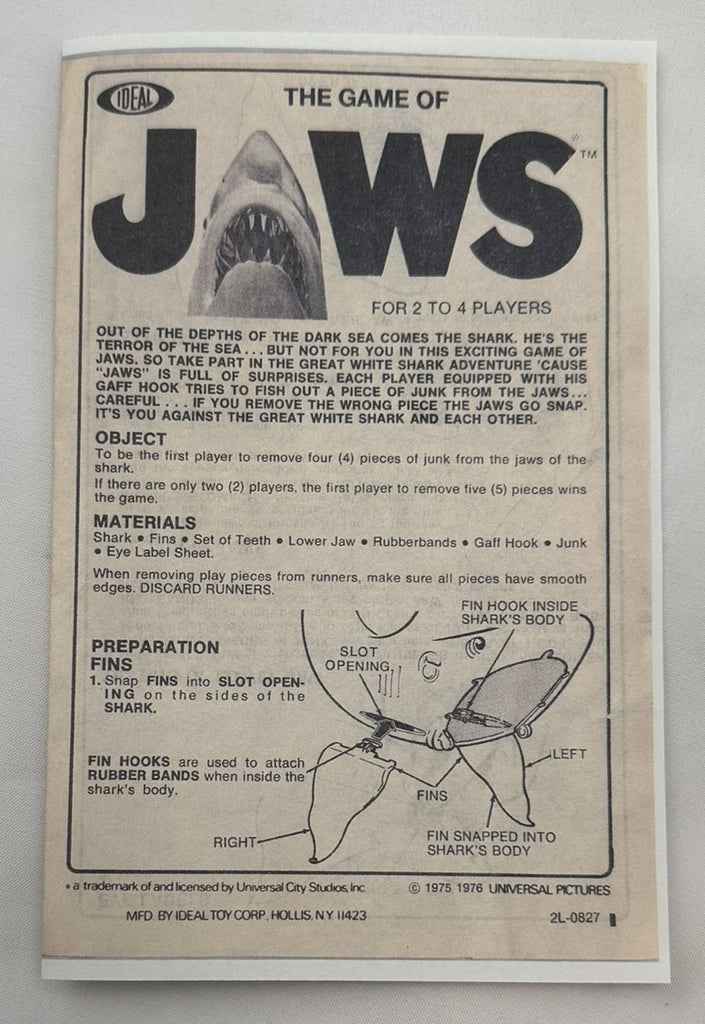 IDEAL
THE GAME OF
JAWS
™
FOR 2 TO 4 PLAYERS
OUT OF THE DEPTHS OF THE DARK SEA COMES THE SHARK. HE'S THE
TERROR OF THE SEA... BUT NOT FOR YOU IN THIS EXCITING GAME OF
JAWS. SO TAKE PART IN THE GREAT WHITE SHARK ADVENTURE 'CAUSE
"JAWS" IS FULL OF SURPRISES. EACH PLAYER EQUIPPED WITH HIS
GAFF HOOK TRIES TO FISH OUT A PIECE OF JUNK FROM THE JAWS...
CAREFUL . . . IF YOU REMOVE THE WRONG PIECE THE JAWS GO SNAP.
IT'S YOU AGAINST THE GREAT WHITE SHARK AND EACH OTHER.
OBJECT
To be the first player to remove four (4) pieces of junk from the jaws of the
shark.
If there are only two (2) players, the first player to remove five (5) pieces wins
the game.
MATERIALS
Shark • Fins • Set of Teeth • Lower Jaw • Rubberbands • Gaff Hook • Junk
• Eye Label Sheet.
When removing play pieces from runners, make sure all pieces have smooth
edges. DISCARD RUNNERS.
FIN HOOK INSIDE
SHARK'S BODY
PREPARATION
FINS
1. Snap FINS into SLOT OPEN-
ING on the sides of the
SHARK.
SLOT
OPENING
FIN HOOKS are used to attach
RUBBER BANDS when inside the
shark's body.
LEFT
FINS
RIGHT
FIN SNAPPED INTO
SHARK'S BODY
* a trademark of and licensed by Universal City Studios, Inc. © 1975, 1976 UNIVERSAL PICTURES
MFD. BY IDEAL TOY CORP., HOLLIS, N.Y. 11423 2L-0827